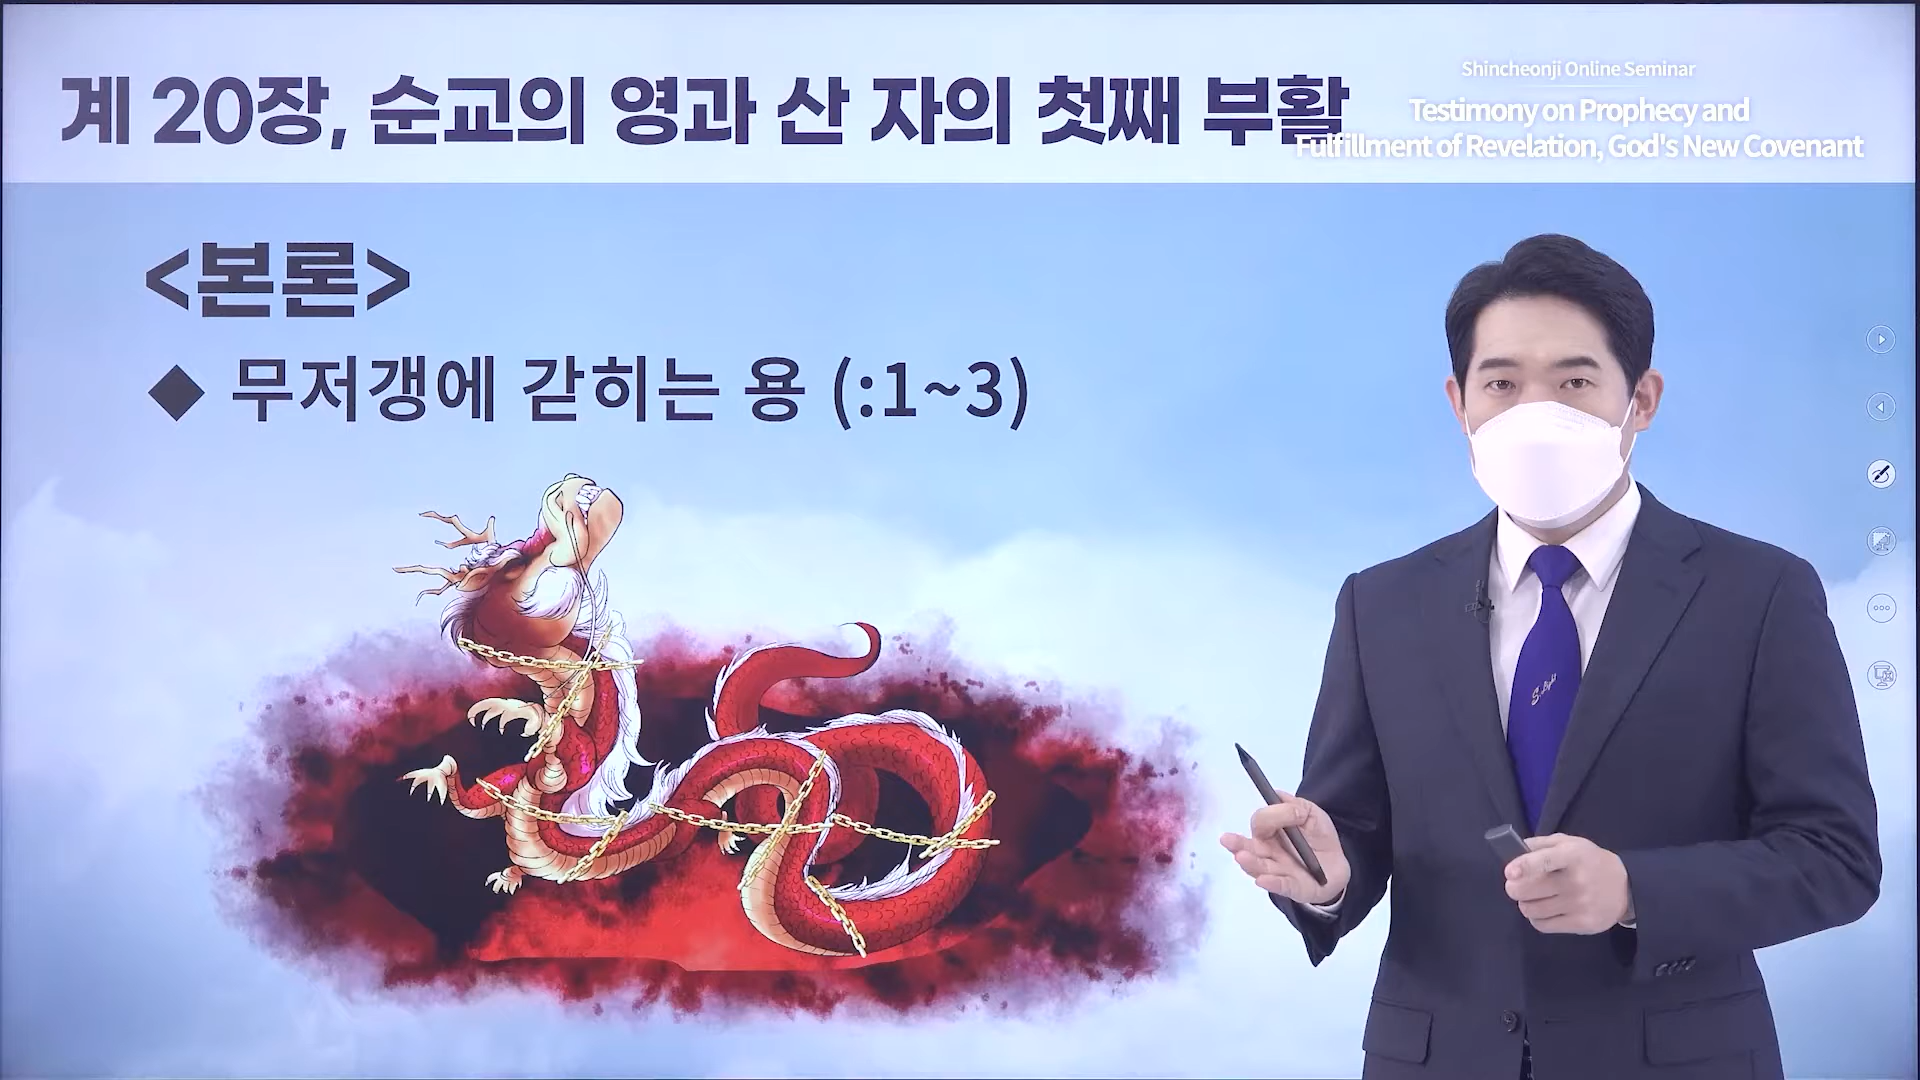 계 20장, 순교의 영과 산 자의 첫째 부활
Shincheonji Online Seminar
Testimony on Prophecy and
Fulfillment of Revelation, God's New Covenant
<본론>
◆ 무저갱에 갇히는 용 (:1~3)